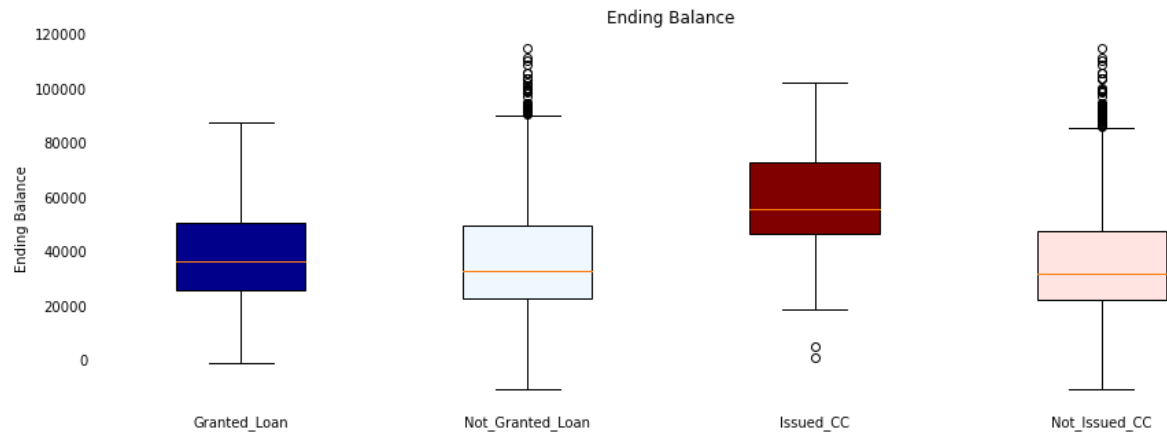 Ending Balance
120000
100000
80000
60000
40000
20000
0
Ending Balance
Granted_Loan
Not_Granted_Loan
Issued_CC
Not_Issued_CC